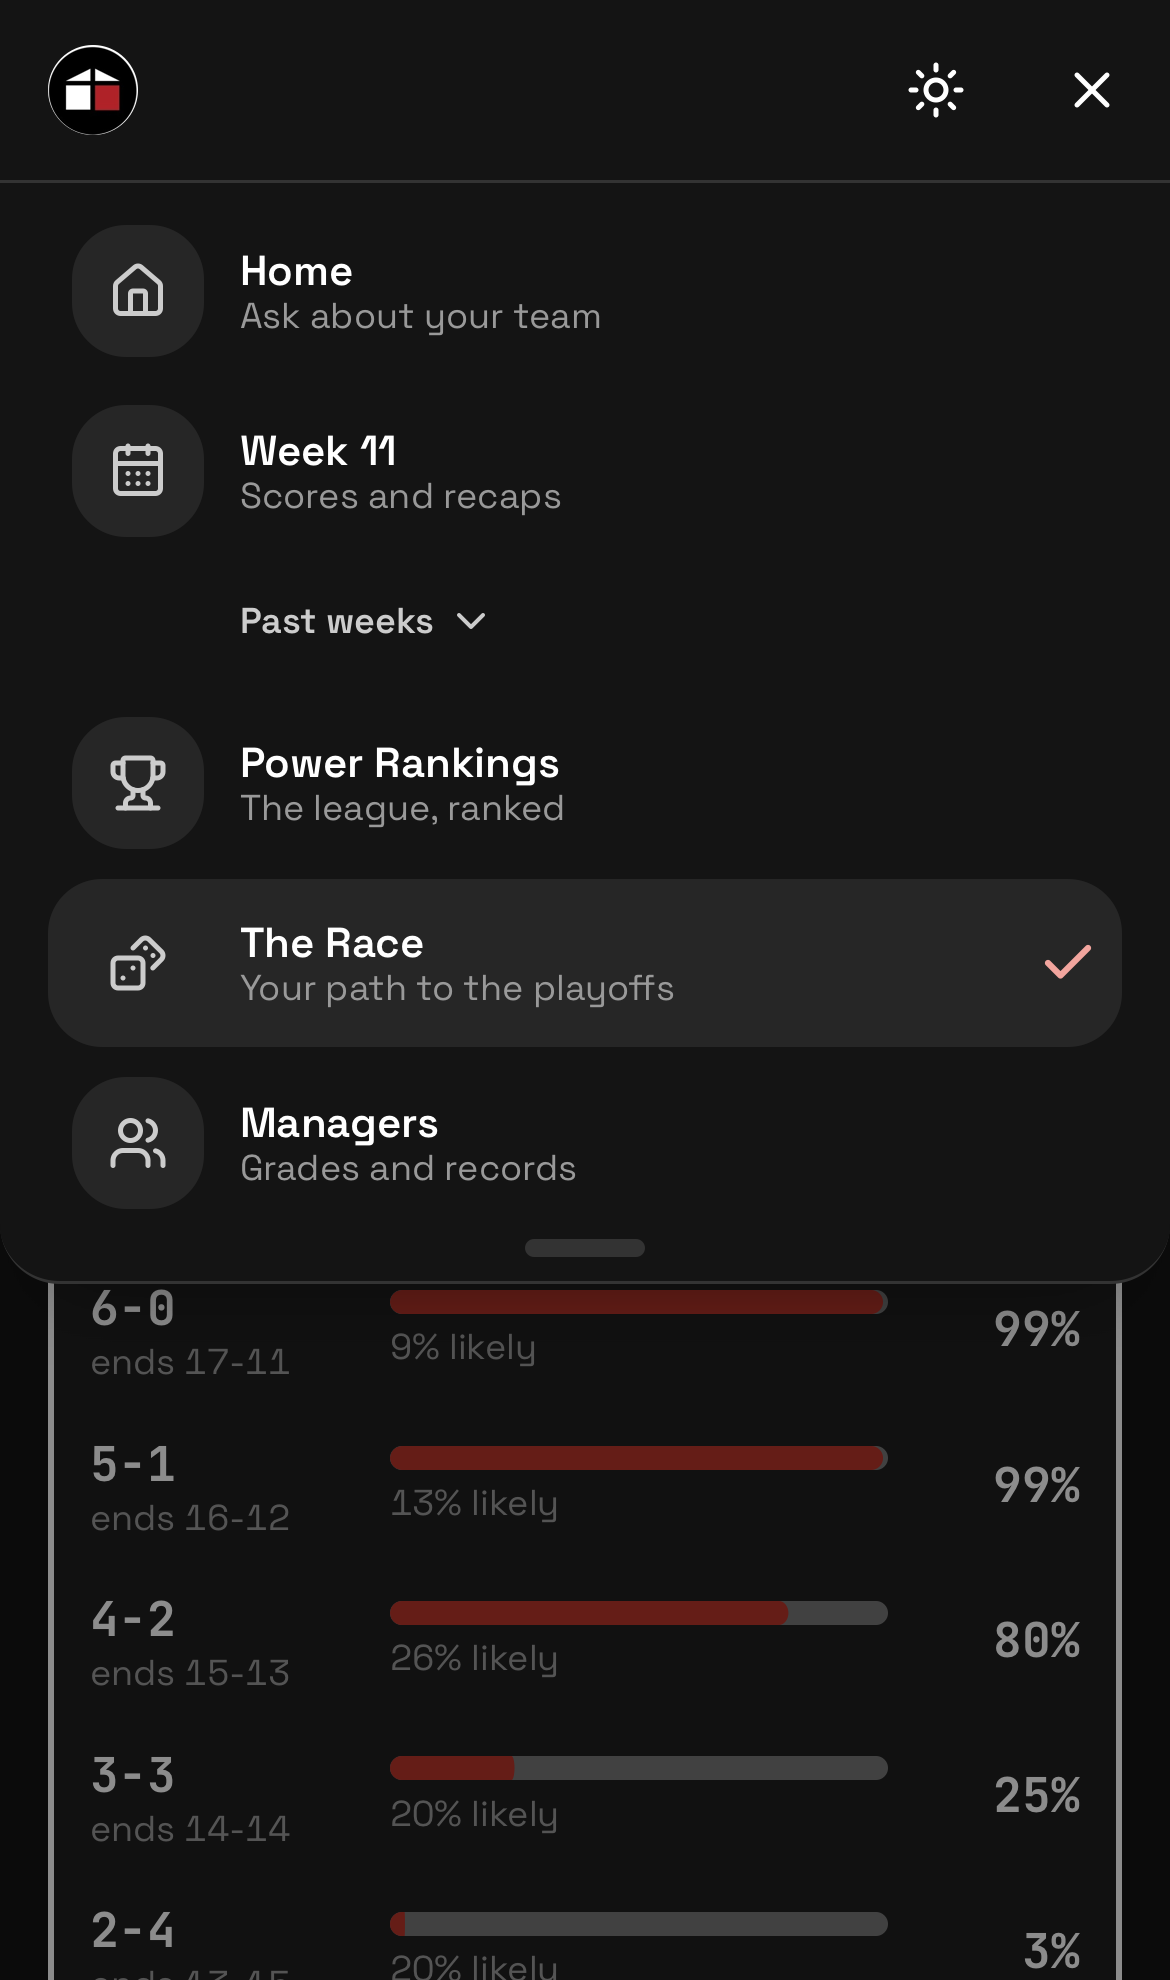 Home
Ask about your team
Week 11
Scores and recaps
Past weeks
Power Rankings
The league, ranked
The Race
Your path to the playoffs
Managers
Grades and records
6-0
9% likely
99%
ends 17-11
5-1
13% likely
99%
ends 16-12
4-2
26% likely
80%
ends 15-13
3-3
20% likely
25%
ends 14-14
2-4
20% likely
3%
ends 13-15